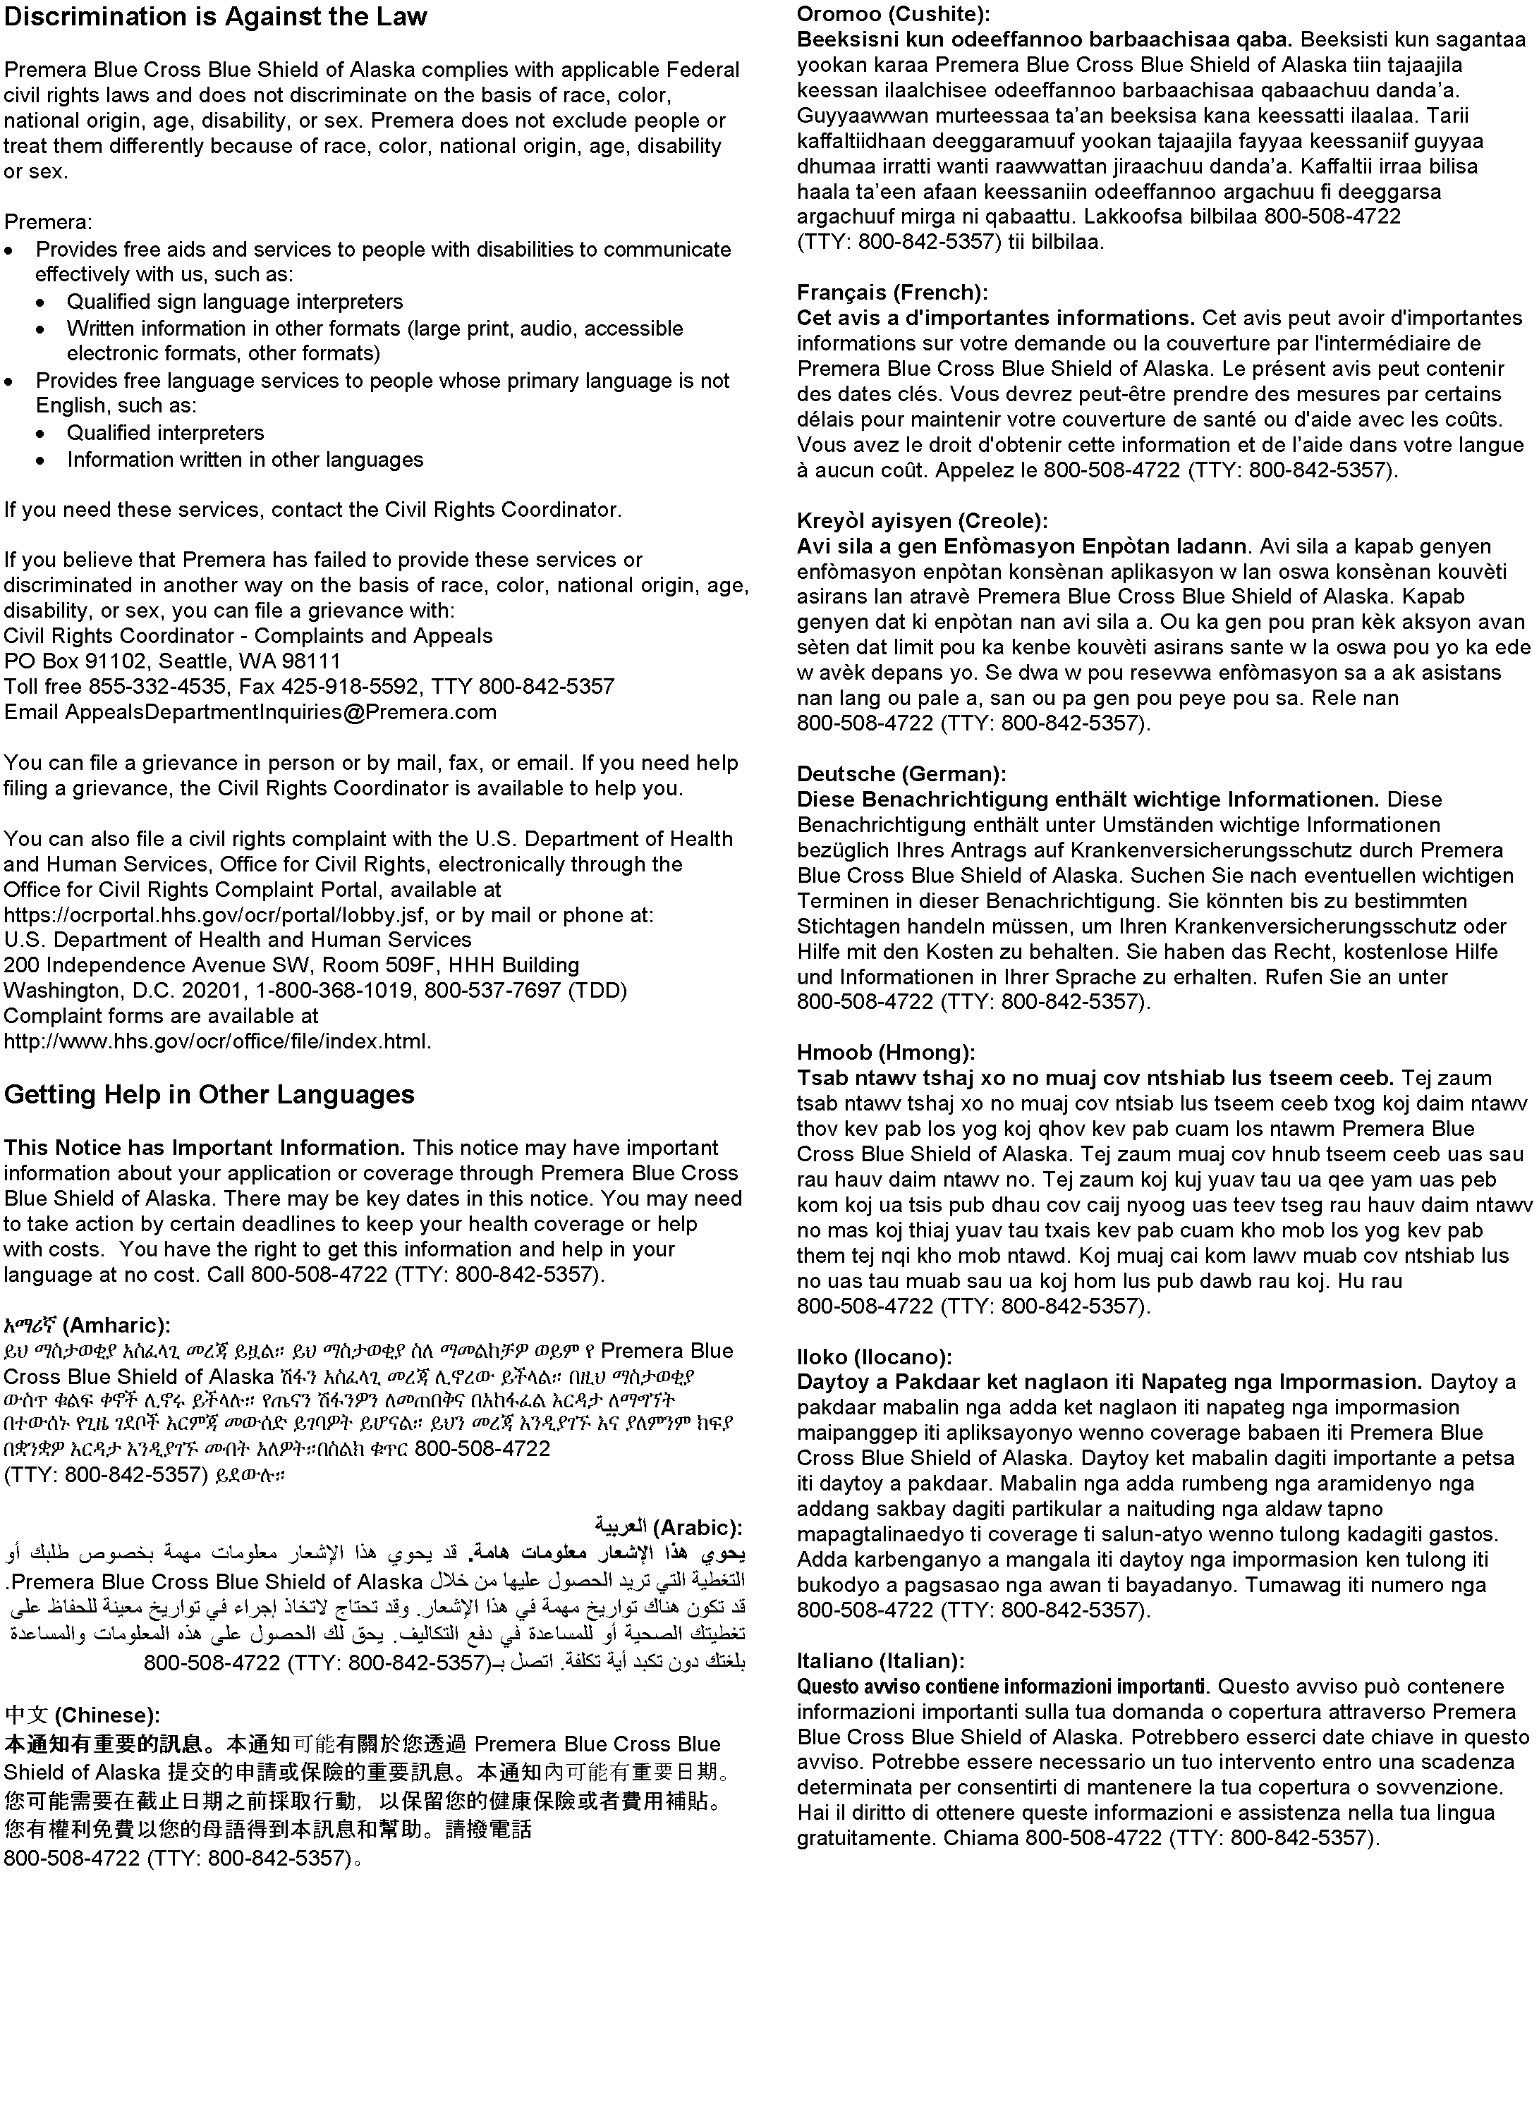 Discrimination is Against the Law
Premera Blue Cross Blue Shield of Alaska complies with applicable Federal
civil rights laws and does not discriminate on the basis of race, color,
national origin, age, disability, or sex. Premera does not exclude people or
treat them differently because of race, color, national origin, age, disability
or sex.
Premera:
• Provides free aids and services to people with disabilities to communicate
effectively with us, such as:
• Qualified sign language interpreters
• Written information in other formats (large print, audio, accessible
electronic formats, other formats)
• Provides free language services to people whose primary language is not
English, such as:
• Qualified interpreters
• Information written in other languages
If you need these services, contact the Civil Rights Coordinator.
If you believe that Premera has failed to provide these services or
discriminated in another way on the basis of race, color, national origin, age,
disability, or sex, you can file a grievance with:
Civil Rights Coordinator - Complaints and Appeals
PO Box 91102, Seattle, WA 98111
Toll free 855-332-4535, Fax 425-918-5592, TTY 800-842-5357
Email AppealsDepartmentInquiries@Premera.com
You can file a grievance in person or by mail, fax, or email. If you need help
filing a grievance, the Civil Rights Coordinator is available to help you.
You can also file a civil rights complaint with the U.S. Department of Health
and Human Services, Office for Civil Rights, electronically through the
Office for Civil Rights Complaint Portal, available at
https://ocrportal.hhs.gov/ocr/portal/lobby.jsf, or by mail or phone at:
U.S. Department of Health and Human Services
200 Independence Avenue SW, Room 509F, HHH Building
Washington, D.C. 20201, 1-800-368-1019, 800-537-7697 (TDD)
Complaint forms are available at
http://www.hhs.gov/ocr/office/file/index.html.
Getting Help in Other Languages
This Notice has Important Information. This notice may have important
information about your application or coverage through Premera Blue Cross
Blue Shield of Alaska. There may be key dates in this notice. You may need
to take action by certain deadlines to keep your health coverage or help
with costs.  You have the right to get this information and help in your
language at no cost. Call 800-508-4722 (TTY: 800-842-5357).
አማሪኛ (Amharic):
ይህ ማስታወቂያ አስፈላጊ መረጃ ይዟል። ይህ ማስታወቂያ ስለ ማመልከቻዎ ወይም የ Premera Blue
Cross Blue Shield of Alaska ሽፋን አስፈላጊ መረጃ ሊኖረው ይችላል። በዚህ ማስታወቂያ
ውስጥ ቁልፍ ቀኖች ሊኖሩ ይችላሉ። የጤናን ሽፋንዎን ለመጠበቅና በአከፋፈል እርዳታ ለማግኘት
በተውሰኑ የጊዜ ገደቦች እርምጃ መውሰድ ይገባዎት ይሆናል። ይህን መረጃ እንዲያገኙ እና ያለምንም ክፍያ
በቋንቋዎ እርዳታ እንዲያገኙ መብት አለዎት።በስልክ ቁጥር 800-508-4722
(TTY: 800-842-5357) ይደውሉ።
العربية (Arabic):
يحوي هذا الإشعار معلومات هامة. قد يحوي هذا الإشعار معلومات مهمة بخصوص طلبك أو
التغطية التي تريد الحصول عليها من خلال Premera Blue Cross Blue Shield of Alaska.
قد تكون هناك تواريخ مهمة في هذا الإشعار. وقد تحتاج لاتخاذ إجراء في تواريخ معينة للحفاظ على
تغطيتك الصحية أو للمساعدة في دفع التكاليف. يحق لك الحصول على هذه المعلومات والمساعدة
بلغتك دون تكبد أية تكلفة. اتصل بـ800-508-4722 (TTY: 800-842-5357)
中文 (Chinese):
本通知有重要的訊息。本通知可能有關於您透過 Premera Blue Cross Blue
Shield of Alaska 提交的申請或保險的重要訊息。本通知內可能有重要日期。
您可能需要在截止日期之前採取行動，以保留您的健康保險或者費用補貼。
您有權利免費以您的母語得到本訊息和幫助。請撥電話
800-508-4722 (TTY: 800-842-5357)。
Oromoo (Cushite):
Beeksisni kun odeeffannoo barbaachisaa qaba. Beeksisti kun sagantaa
yookan karaa Premera Blue Cross Blue Shield of Alaska tiin tajaajila
keessan ilaalchisee odeeffannoo barbaachisaa qabaachuu danda’a.
Guyyaawwan murteessaa ta’an beeksisa kana keessatti ilaalaa. Tarii
kaffaltiidhaan deeggaramuuf yookan tajaajila fayyaa keessaniif guyyaa
dhumaa irratti wanti raawwattan jiraachuu danda’a. Kaffaltii irraa bilisa
haala ta’een afaan keessaniin odeeffannoo argachuu fi deeggarsa
argachuuf mirga ni qabaattu. Lakkoofsa bilbilaa 800-508-4722
(TTY: 800-842-5357) tii bilbilaa.
Français (French):
Cet avis a d'importantes informations. Cet avis peut avoir d'importantes
informations sur votre demande ou la couverture par l'intermédiaire de
Premera Blue Cross Blue Shield of Alaska. Le présent avis peut contenir
des dates clés. Vous devrez peut-être prendre des mesures par certains
délais pour maintenir votre couverture de santé ou d'aide avec les coûts.
Vous avez le droit d'obtenir cette information et de l’aide dans votre langue
à aucun coût. Appelez le 800-508-4722 (TTY: 800-842-5357).
Kreyòl ayisyen (Creole):
Avi sila a gen Enfòmasyon Enpòtan ladann. Avi sila a kapab genyen
enfòmasyon enpòtan konsènan aplikasyon w lan oswa konsènan kouvèti
asirans lan atravè Premera Blue Cross Blue Shield of Alaska. Kapab
genyen dat ki enpòtan nan avi sila a. Ou ka gen pou pran kèk aksyon avan
sèten dat limit pou ka kenbe kouvèti asirans sante w la oswa pou yo ka ede
w avèk depans yo. Se dwa w pou resevwa enfòmasyon sa a ak asistans
nan lang ou pale a, san ou pa gen pou peye pou sa. Rele nan
800-508-4722 (TTY: 800-842-5357).
Deutsche (German):
Diese Benachrichtigung enthält wichtige Informationen. Diese
Benachrichtigung enthält unter Umständen wichtige Informationen
bezüglich Ihres Antrags auf Krankenversicherungsschutz durch Premera
Blue Cross Blue Shield of Alaska. Suchen Sie nach eventuellen wichtigen
Terminen in dieser Benachrichtigung. Sie könnten bis zu bestimmten
Stichtagen handeln müssen, um Ihren Krankenversicherungsschutz oder
Hilfe mit den Kosten zu behalten. Sie haben das Recht, kostenlose Hilfe
und Informationen in Ihrer Sprache zu erhalten. Rufen Sie an unter
800-508-4722 (TTY: 800-842-5357).
Hmoob (Hmong):
Tsab ntawv tshaj xo no muaj cov ntshiab lus tseem ceeb. Tej zaum
tsab ntawv tshaj xo no muaj cov ntsiab lus tseem ceeb txog koj daim ntawv
thov kev pab los yog koj qhov kev pab cuam los ntawm Premera Blue
Cross Blue Shield of Alaska. Tej zaum muaj cov hnub tseem ceeb uas sau
rau hauv daim ntawv no. Tej zaum koj kuj yuav tau ua qee yam uas peb
kom koj ua tsis pub dhau cov caij nyoog uas teev tseg rau hauv daim ntawv
no mas koj thiaj yuav tau txais kev pab cuam kho mob los yog kev pab
them tej nqi kho mob ntawd. Koj muaj cai kom lawv muab cov ntshiab lus
no uas tau muab sau ua koj hom lus pub dawb rau koj. Hu rau
800-508-4722 (TTY: 800-842-5357).
Iloko (Ilocano):
Daytoy a Pakdaar ket naglaon iti Napateg nga Impormasion. Daytoy a
pakdaar mabalin nga adda ket naglaon iti napateg nga impormasion
maipanggep iti apliksayonyo wenno coverage babaen iti Premera Blue
Cross Blue Shield of Alaska. Daytoy ket mabalin dagiti importante a petsa
iti daytoy a pakdaar. Mabalin nga adda rumbeng nga aramidenyo nga
addang sakbay dagiti partikular a naituding nga aldaw tapno
mapagtalinaedyo ti coverage ti salun-atyo wenno tulong kadagiti gastos.
Adda karbenganyo a mangala iti daytoy nga impormasion ken tulong iti
bukodyo a pagsasao nga awan ti bayadanyo. Tumawag iti numero nga
800-508-4722 (TTY: 800-842-5357).
Italiano (Italian):
Questo avviso contiene informazioni importanti. Questo avviso può contenere
informazioni importanti sulla tua domanda o copertura attraverso Premera
Blue Cross Blue Shield of Alaska. Potrebbero esserci date chiave in questo
avviso. Potrebbe essere necessario un tuo intervento entro una scadenza
determinata per consentirti di mantenere la tua copertura o sovvenzione.
Hai il diritto di ottenere queste informazioni e assistenza nella tua lingua
gratuitamente. Chiama 800-508-4722 (TTY: 800-842-5357).